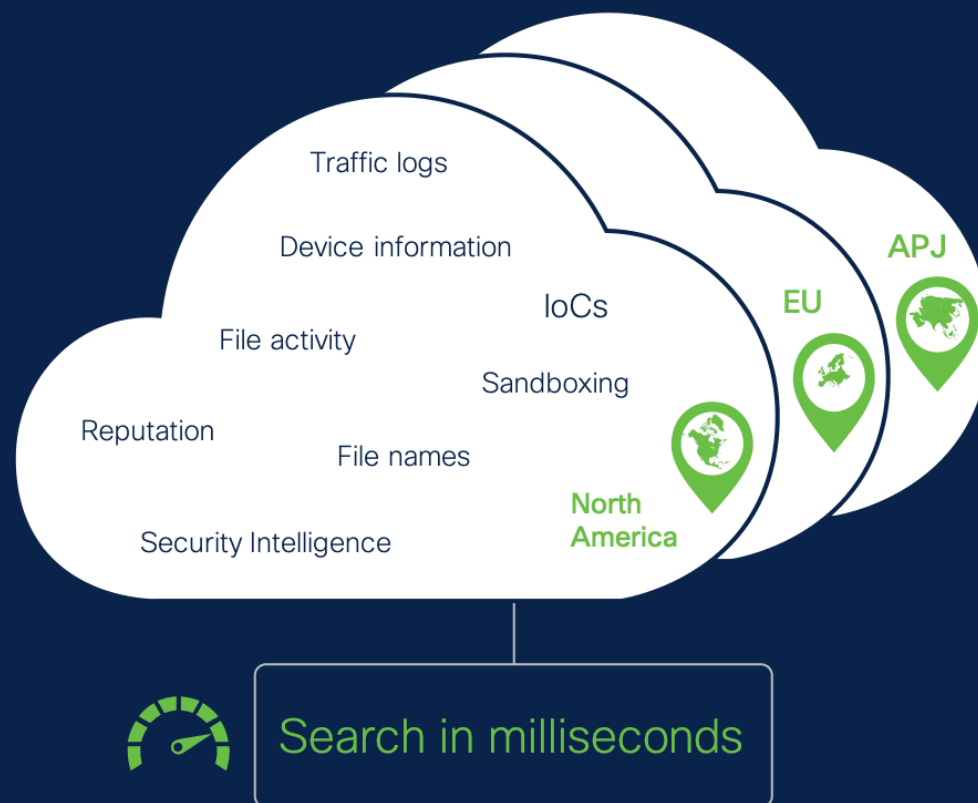 Traffic logs
Device information
APJ
EU
IoCs
File activity
Sandboxing
Reputation
File names
North
America
Security Intelligence
Search in milliseconds